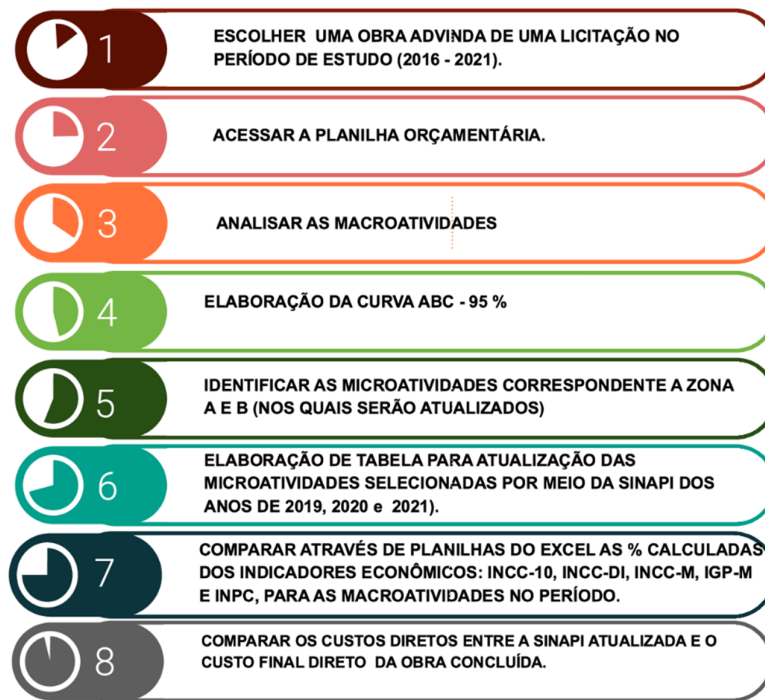 1
ESCOLHER UMA OBRA ADVINDA DE UMA LICITAÇÃO NO
PERÍODO DE ESTUDO (2016 - 2021).
2
ACESSAR A PLANILHA ORÇAMENTÁRIA.
3
ANALISAR AS MACROATIVIDADES
4
ELABORAÇÃO DA CURVA ABC - 95 %
5
IDENTIFICAR AS MICROATIVIDADES CORRESPONDENTE A ZONA
A E B (NOS QUAIS SERÃO ATUALIZADOS)
6
ELABORAÇÃO DE TABELA PARA ATUALIZAÇÃO DAS
MICROATIVIDADES SELECIONADAS POR MEIO DA SINAPI DOS
ANOS DE 2019, 2020 e 2021).
7
COMPARAR ATRAVÉS DE PLANILHAS DO EXCEL AS % CALCULADAS
DOS INDICADORES ECONÔMICOS: INCC-10, INCC-DI, INCC-M, IGP-M
E INPC, PARA AS MACROATIVIDADES NO PERÍODO.
8
COMPARAR OS CUSTOS DIRETOS ENTRE A SINAPI ATUALIZADA E O
CUSTO FINAL DIRETO DA OBRA CONCLUÍDA.